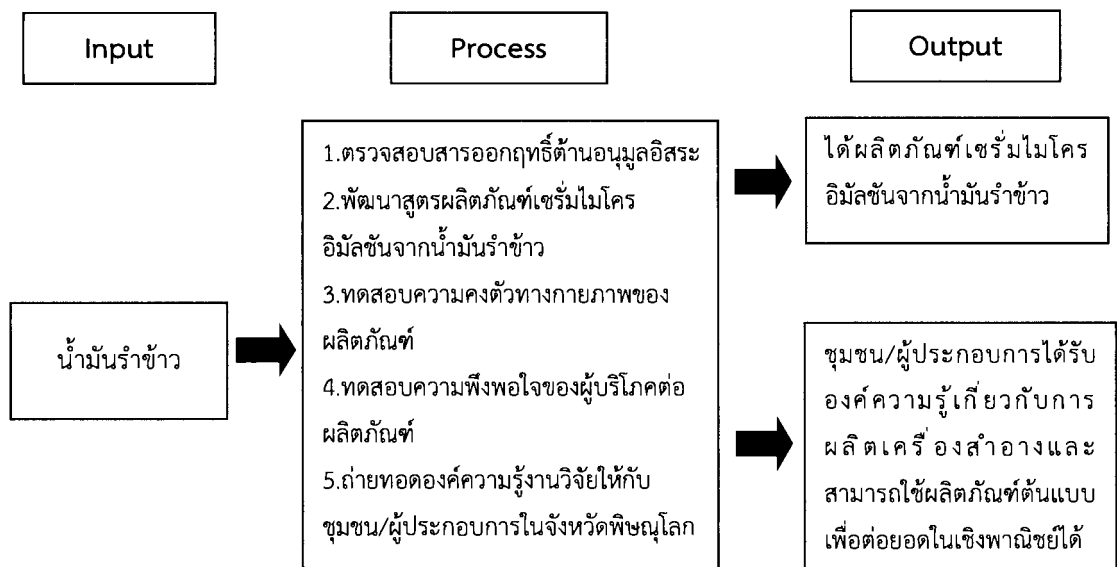 Input
Process
Output
น้ำมันรำข้าว
1.ตรวจสอบสารออกฤทธิ์ต้านอนุมูลอิสระ
2.พัฒนาสูตรผลิตภัณฑ์เซรั่มไมโคร
อิมัลชันจากน้ำมันรำข้าว
3.ทดสอบความคงตัวทางกายภาพของ
ผลิตภัณฑ์
4.ทดสอบความพึงพอใจของผู้บริโภคต่อ
ผลิตภัณฑ์
5.ถ่ายทอดองค์ความรู้งานวิจัยให้กับ
ชุมชน/ผู้ประกอบการในจังหวัดพิษณุโลก
ได้ผลิตภัณฑ์เซรั่มไมโคร
อิมัลชันจากน้ำมันรำข้าว
ชุมชน/ผู้ประกอบการได้รับ
องค์ความรู้เกี่ยวกับการ
ผลิตเครื่องสำอางและ
สามารถใช้ผลิตภัณฑ์ต้นแบบ
เพื่อต่อยอดในเชิงพาณิชย์ได้